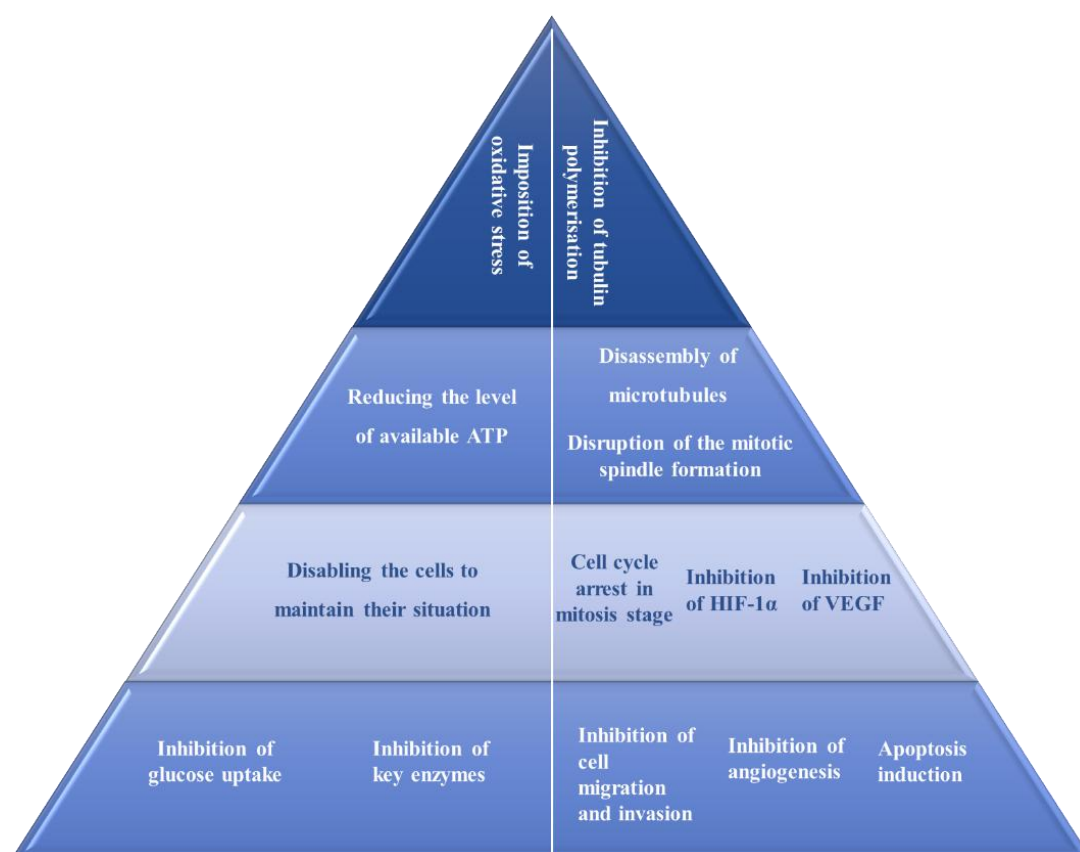 Imposition of
oxidative stress
Inhibition of tubulin
polymerisation
Reducing the level
of available ATP
Disassembly of
microtubules
Disruption of the mitotic
spindle formation
Disabling the cells to
maintain their situation
Cell cycle
arrest in
mitosis stage
Inhibition
of HIF-1α
Inhibition
of VEGF
Inhibition of
glucose uptake
Inhibition of
key enzymes
Inhibition of
cell
migration
and invasion
Inhibition of
angiogenesis
Apoptosis
induction